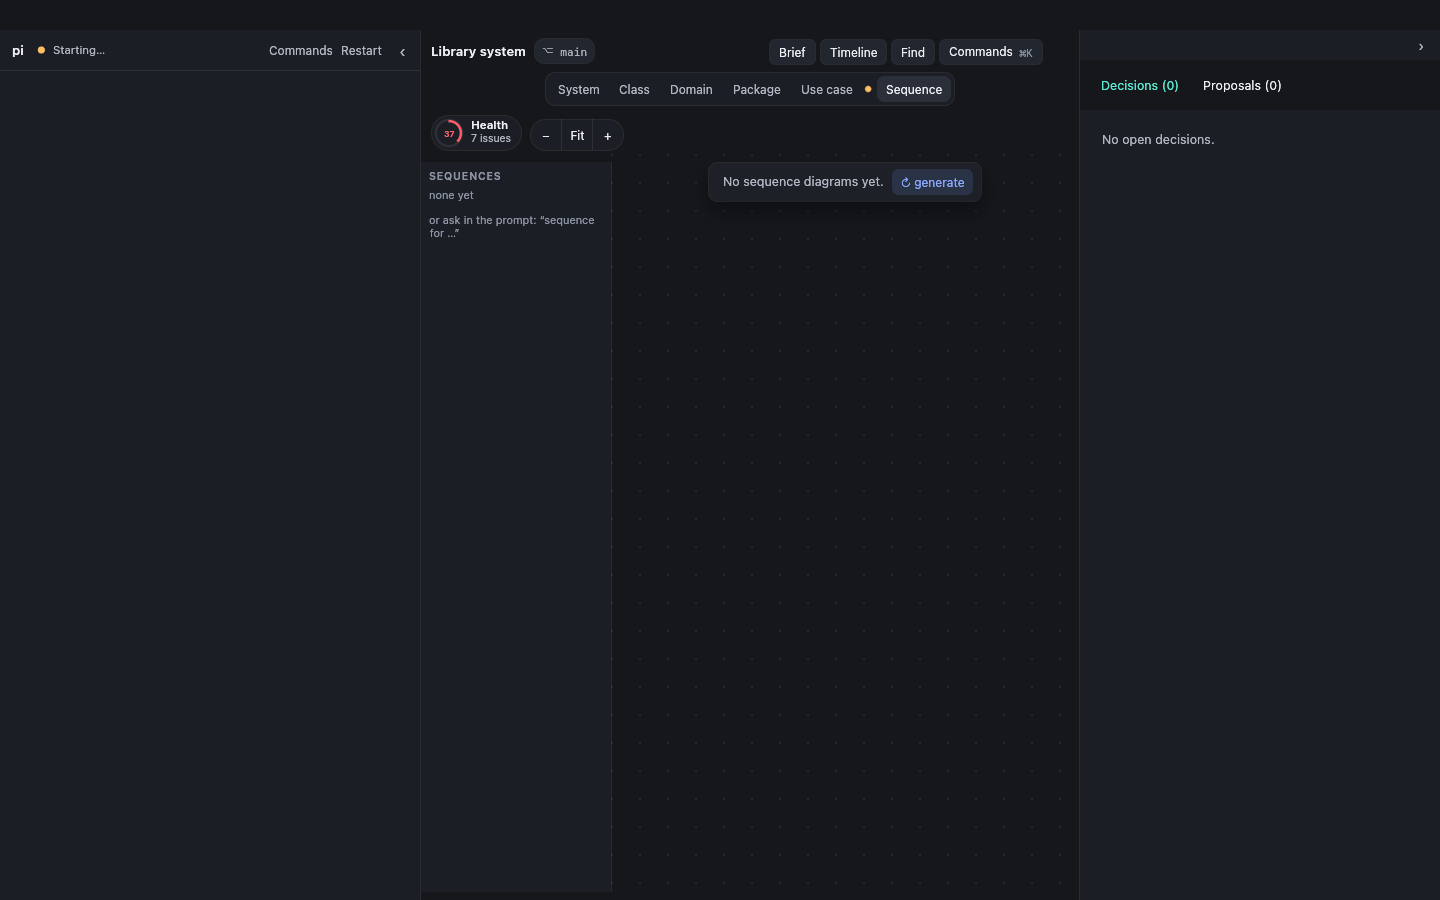 pi Starting... Commands Restart ‹
Library system ⌥ main Brief Timeline Find Commands ⌘K
›
System Class Domain Package Use case Sequence
Decisions (0) Proposals (0)
37 Health
7 issues
− Fit +
No open decisions.
SEQUENCES
none yet
or ask in the prompt: “sequence
for …”
No sequence diagrams yet. ↻ generate